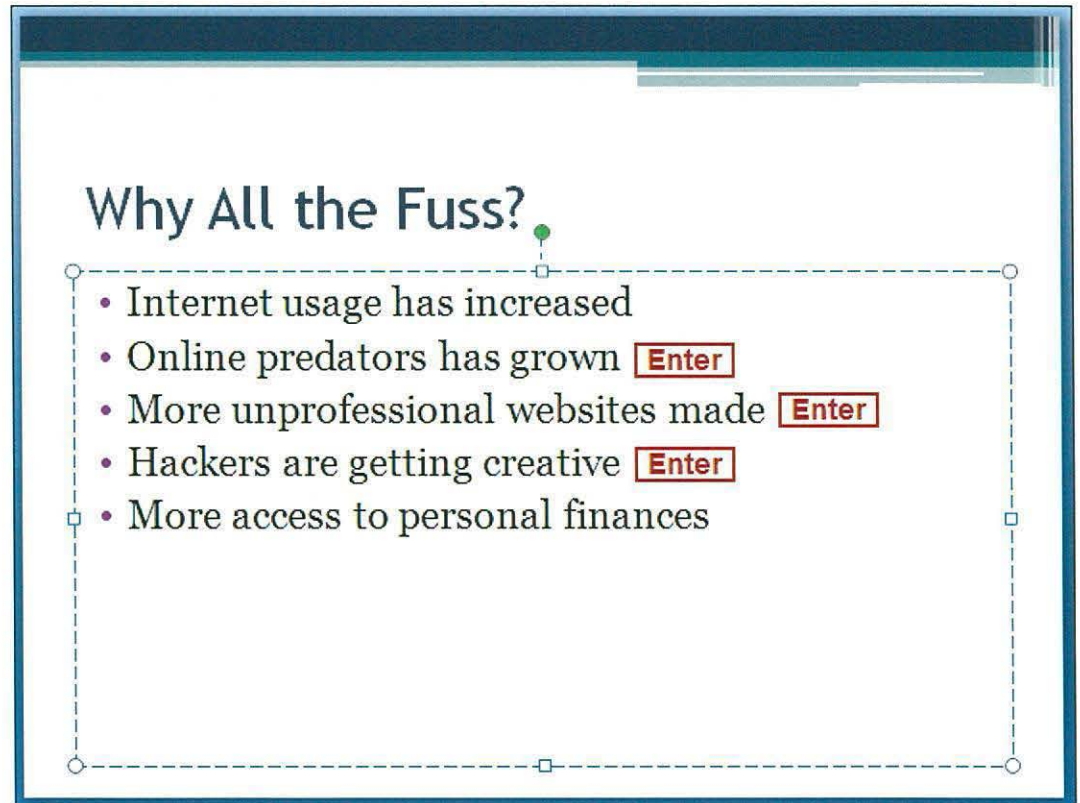 Why All the Fuss?
• Internet usage has increased
• Online predators has grown Enter
• More unprofessional websites made Enter
• Hackers are getting creative Enter
• More access to personal finances